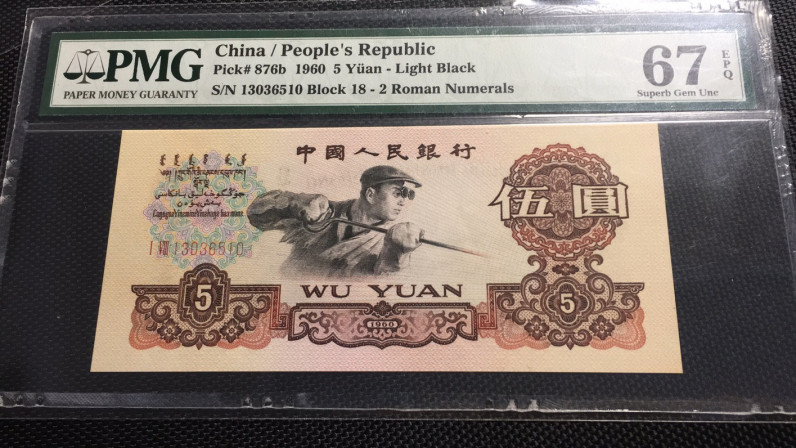 PMG
PAPER MONEY GUARANTY
China / People's Republic
Pick# 876b 1960 5 Yüan - Light Black
S/N 13036510 Block 18 - 2 Roman Numerals
67 EPQ
Superb Gem Unc
中國人民銀行
伍圓
I VIII 13036510
5
WU YUAN
5
1960